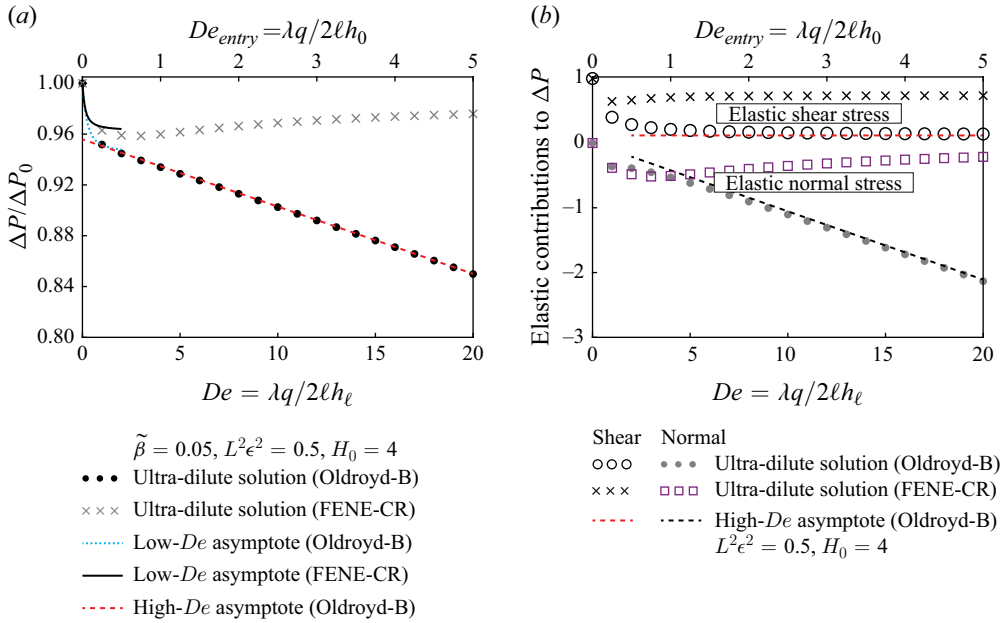 (a)
De_entry = λq/2ℓh_0
0 1 2 3 4 5
1.00
0.96
0.92
0.88
0.84
0.80
ΔP/ΔP_0
0 5 10 15 20
De = λq/2ℓh_ℓ
β̃ = 0.05, L²ϵ² = 0.5, H_0 = 4
Ultra-dilute solution (Oldroyd-B)
Ultra-dilute solution (FENE-CR)
Low-De asymptote (Oldroyd-B)
Low-De asymptote (FENE-CR)
High-De asymptote (Oldroyd-B)
(b)
De_entry = λq/2ℓh_0
0 1 2 3 4 5
1
0
−1
−2
−3
Elastic contributions to ΔP
Elastic shear stress
Elastic normal stress
0 5 10 15 20
De = λq/2ℓh_ℓ
Shear Normal
Ultra-dilute solution (Oldroyd-B)
Ultra-dilute solution (FENE-CR)
High-De asymptote (Oldroyd-B)
L²ϵ² = 0.5, H_0 = 4